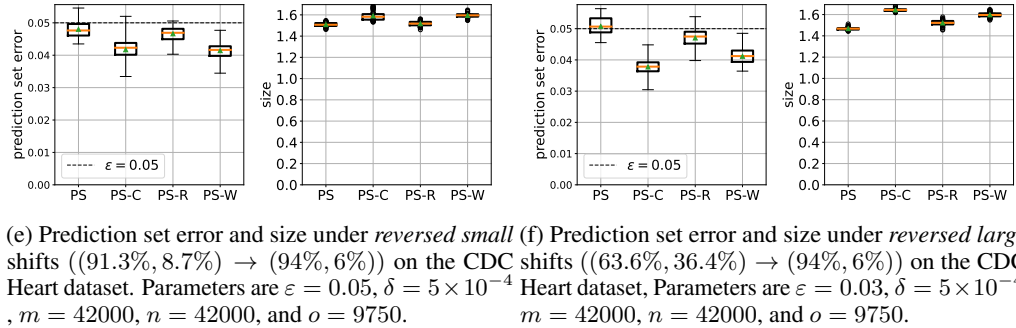 prediction set error
0.05
0.04
0.03
0.01
0.00
ε = 0.05
PS PS-C PS-R PS-W
size
1.6
1.4
1.2
1.0
0.8
0.6
0.4
0.2
0.0
PS PS-C PS-R PS-W
prediction set error
0.06
0.05
0.04
0.03
0.01
0.00
ε = 0.05
PS PS-C PS-R PS-W
size
1.6
1.4
1.2
1.0
0.8
0.6
0.4
0.2
0.0
PS PS-C PS-R PS-W
(e) Prediction set error and size under reversed small
shifts ((91.3%, 8.7%) → (94%, 6%)) on the CDC
Heart dataset. Parameters are ε = 0.05, δ = 5×10⁻⁴
, m = 42000, n = 42000, and o = 9750.
(f) Prediction set error and size under reversed larg
shifts ((63.6%, 36.4%) → (94%, 6%)) on the CDC
Heart dataset, Parameters are ε = 0.03, δ = 5×10⁻⁴
m = 42000, n = 42000, and o = 9750.